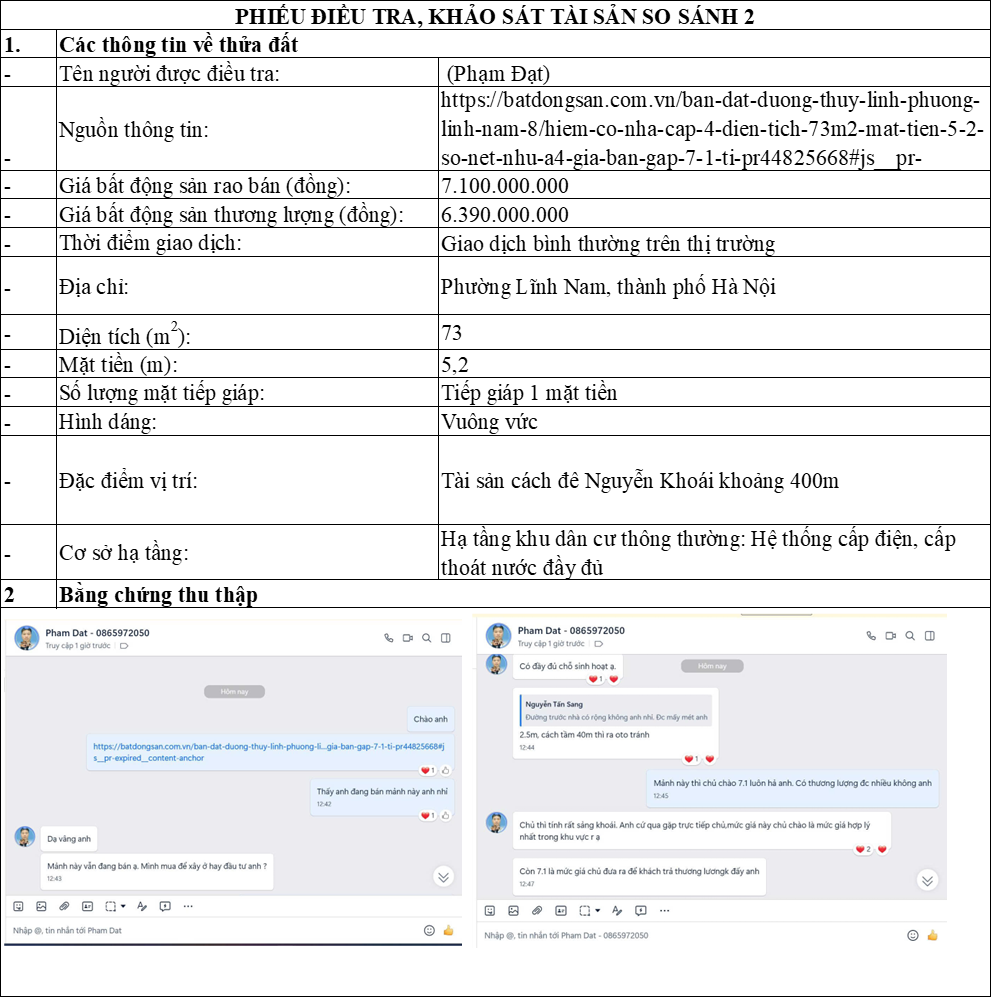 PHIẾU ĐIỀU TRA, KHẢO SÁT TÀI SẢN SO SÁNH 2
1. Các thông tin về thửa đất
- Tên người được điều tra: (Phạm Đạt)
- Nguồn thông tin: https://batdongsan.com.vn/ban-dat-duong-thuy-linh-phuong-
linh-nam-8/hiem-co-nha-cap-4-dien-tich-73m2-mat-tien-5-2-
so-net-nhu-a4-gia-ban-gap-7-1-ti-pr44825668#js__pr-
- Giá bất động sản rao bán (đồng): 7.100.000.000
- Giá bất động sản thương lượng (đồng): 6.390.000.000
- Thời điểm giao dịch: Giao dịch bình thường trên thị trường
- Địa chỉ: Phường Lĩnh Nam, thành phố Hà Nội
- Diện tích (m2): 73
- Mặt tiền (m): 5,2
- Số lượng mặt tiếp giáp: Tiếp giáp 1 mặt tiền
- Hình dáng: Vuông vức
- Đặc điểm vị trí: Tài sản cách đê Nguyễn Khoái khoảng 400m
- Cơ sở hạ tầng: Hạ tầng khu dân cư thông thường: Hệ thống cấp điện, cấp
thoát nước đầy đủ
2 Bằng chứng thu thập
Pham Dat - 0865972050
Truy cập 1 giờ trước
Hôm nay
Chào anh
https://batdongsan.com.vn/ban-dat-duong-thuy-linh-phuong-li...gia-ban-gap-7-1-ti-pr44825668#j
s__pr-expired__content-anchor
1
Thấy anh đang bán mảnh này anh nhỉ
12:42
1
Dạ vâng anh
Mảnh này vẫn đang bán ạ. Mình mua để xây ở hay đầu tư anh ?
12:43
Nhập @, tin nhắn tới Pham Dat
Pham Dat - 0865972050
Truy cập 1 giờ trước
Có đầy đủ chỗ sinh hoạt ạ.
Hôm nay
1
Nguyễn Tấn Sang
Đường trước nhà có rộng không anh nhỉ. Đc mấy mét anh
2.5m, cách tầm 40m thì ra oto tránh
12:44
1
Mảnh này thì chủ chào 7.1 luôn hả anh. Có thương lượng đc nhiều không anh
12:45
Chủ thì tính rất sảng khoái. Anh cứ qua gặp trực tiếp chủ,mức giá này chủ chào là mức giá hợp lý
nhất trong khu vực r ạ
2
Còn 7.1 là mức giá chủ đưa ra để khách trả thương lượngk đấy anh
12:47
Nhập @, tin nhắn tới Pham Dat - 0865972050